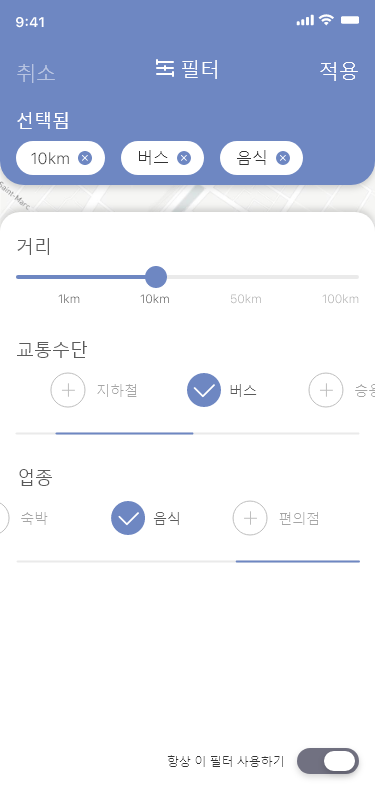 9:41
취소 필터 적용
선택됨
10km 버스 음식
Saint-Marc
거리
1km 10km 50km 100km
교통수단
지하철 버스
업종
숙박 음식 편의점
항상 이 필터 사용하기